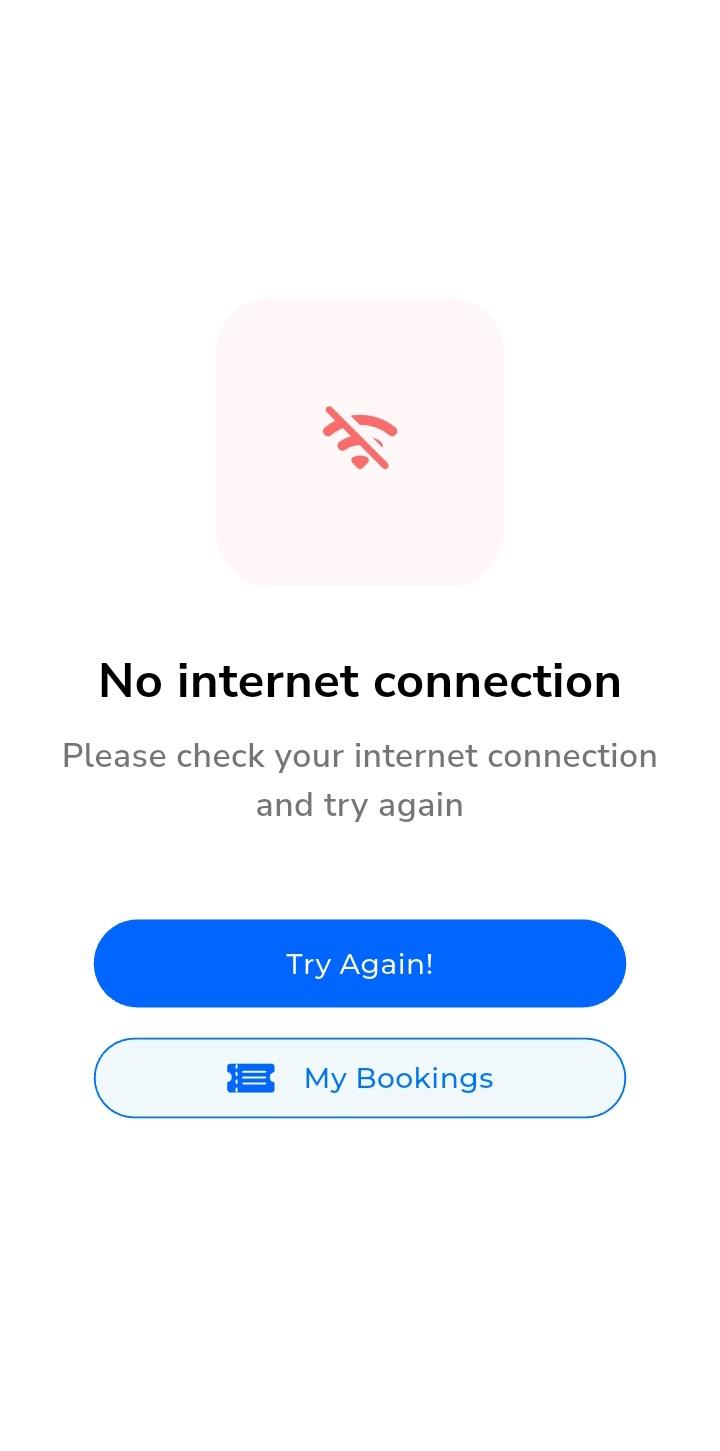 No internet connection
Please check your internet connection
and try again
Try Again!
My Bookings